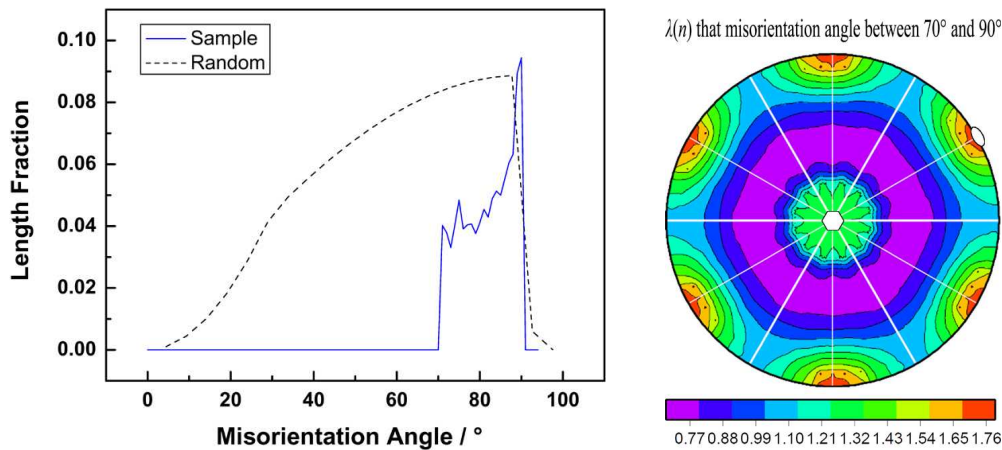 λ(n) that misorientation angle between 70° and 90°
Sample
Random
0.10
0.08
0.06
0.04
0.02
0.00
Length Fraction
0 20 40 60 80 100
Misorientation Angle / °
0.77 0.88 0.99 1.10 1.21 1.32 1.43 1.54 1.65 1.76